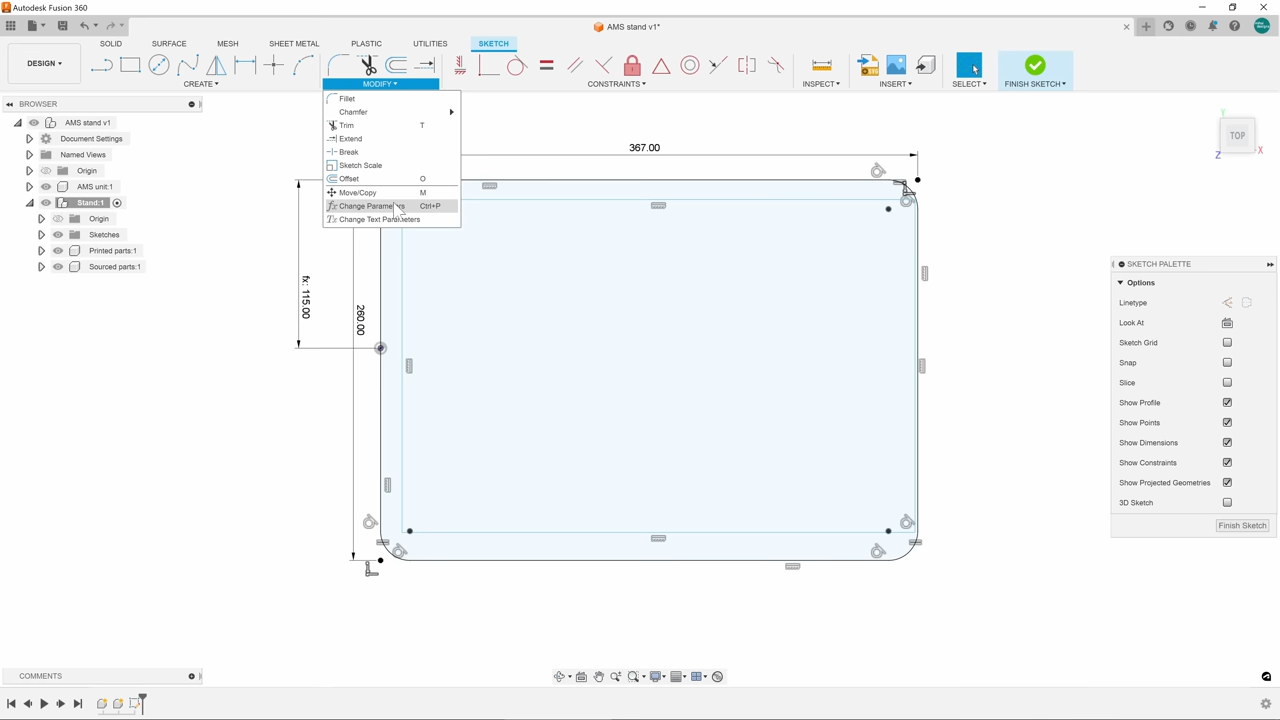 Autodesk Fusion 360
AMS stand v1*
SOLID SURFACE MESH SHEET METAL PLASTIC UTILITIES SKETCH
DESIGN
CREATE MODIFY CONSTRAINTS INSPECT INSERT SELECT FINISH SKETCH
BROWSER
AMS stand v1
Document Settings
Named Views
Origin
AMS unit:1
Stand:1
Origin
Sketches
Printed parts:1
Sourced parts:1
Fillet
Chamfer
Trim T
Extend
Break
Sketch Scale
Offset O
Move/Copy M
Change Parameters Ctrl+P
Change Text Parameters
367.00
fx: 115.00
260.00
Y
TOP
Z X
SKETCH PALETTE
Options
Linetype
Look At
Sketch Grid
Snap
Slice
Show Profile
Show Points
Show Dimensions
Show Constraints
Show Projected Geometries
3D Sketch
Finish Sketch
COMMENTS